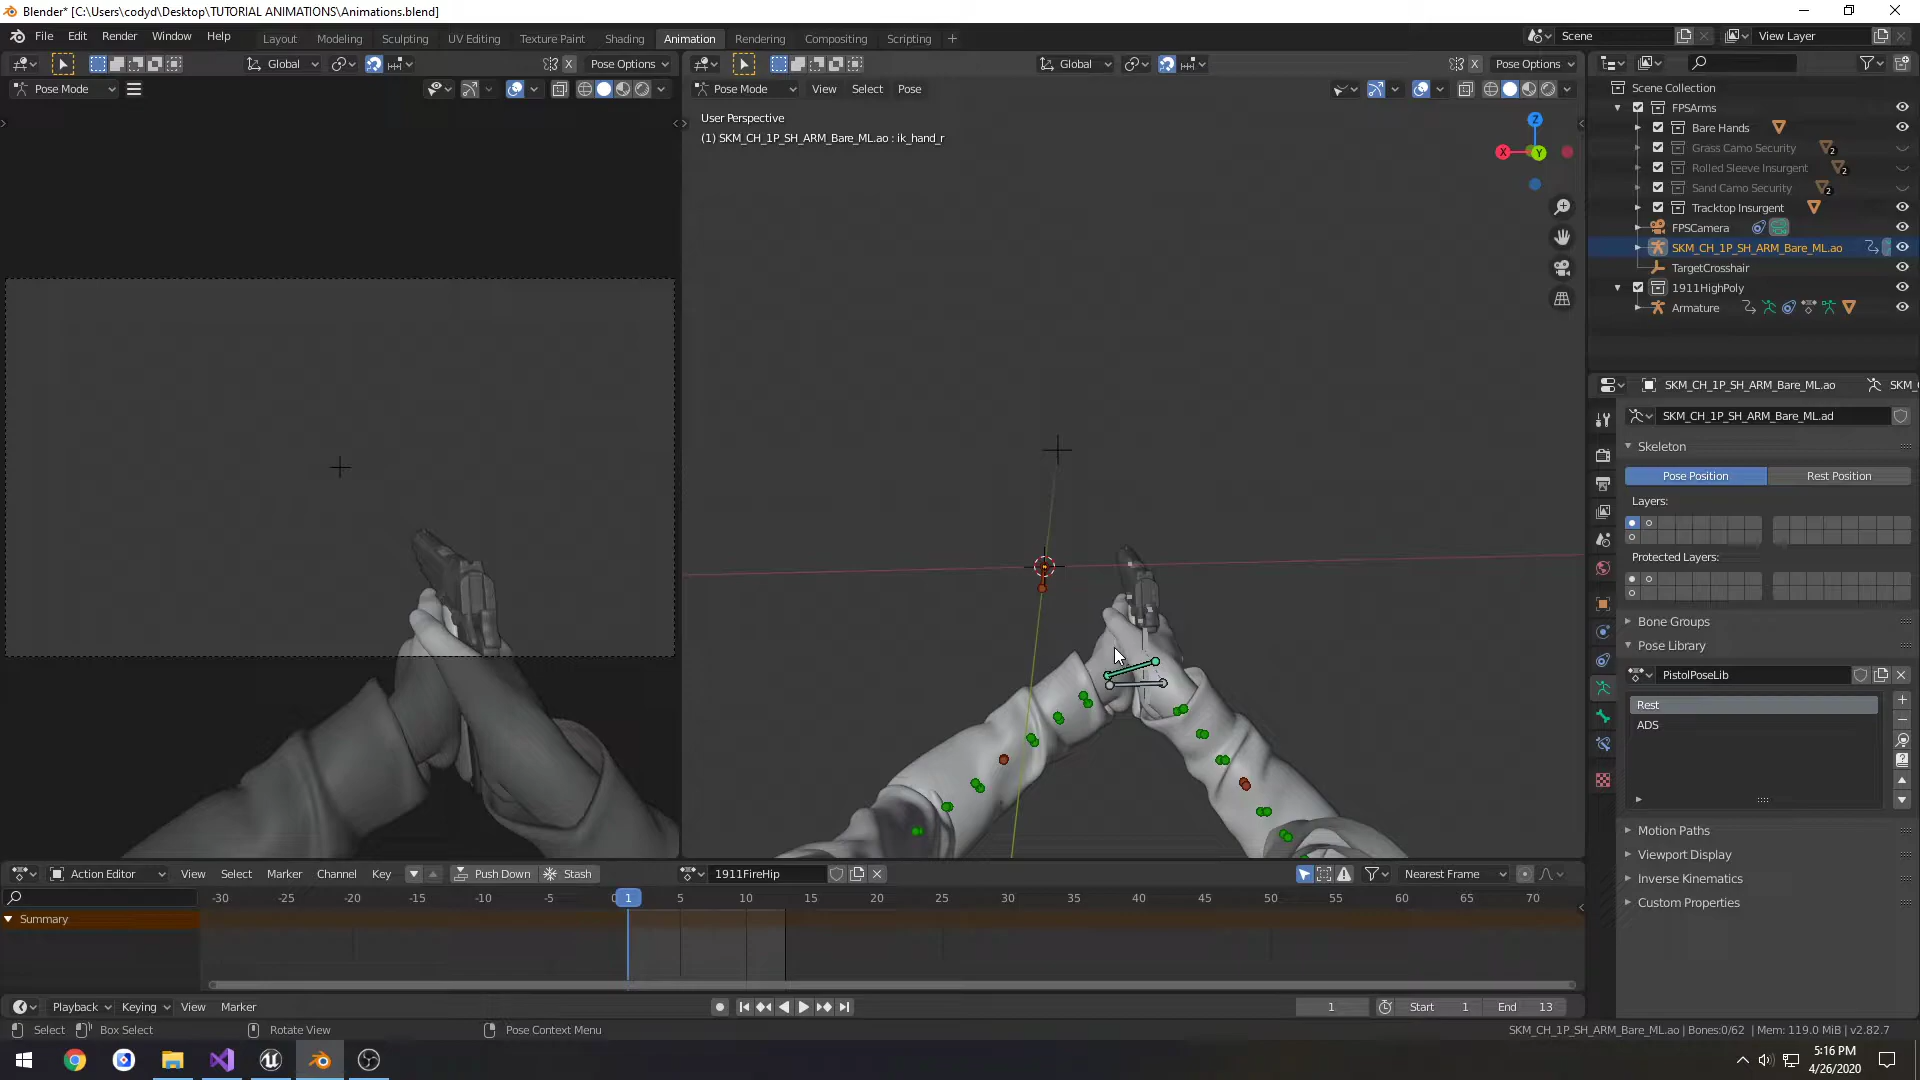 Blender* [C:\Users\codyd\Desktop\TUTORIAL ANIMATIONS\Animations.blend]
File Edit Render Window Help
Layout Modeling Sculpting UV Editing Texture Paint Shading Animation Rendering Compositing Scripting +
Scene
View Layer
Global
X
Pose Options
Global
X
Pose Options
Pose Mode
Pose Mode View Select Pose
User Perspective
(1) SKM_CH_1P_SH_ARM_Bare_ML.ao : ik_hand_r
Z
X
Y
Scene Collection
FPSArms
Bare Hands
Grass Camo Security 2
Rolled Sleeve Insurgent 2
Sand Camo Security 2
Tracktop Insurgent
FPSCamera
SKM_CH_1P_SH_ARM_Bare_ML.ao
TargetCrosshair
1911HighPoly
Armature
SKM_CH_1P_SH_ARM_Bare_ML.ao SKM_
SKM_CH_1P_SH_ARM_Bare_ML.ad
Skeleton
Pose Position Rest Position
Layers:
Protected Layers:
Bone Groups
Pose Library
PistolPoseLib
Rest
ADS
Motion Paths
Viewport Display
Inverse Kinematics
Custom Properties
Action Editor View Select Marker Channel Key Push Down Stash 1911FireHip Nearest Frame
-30 -25 -20 -15 -10 -5 0 1 5 10 15 20 25 30 35 40 45 50 55 60 65 70
Summary
Playback Keying View Marker
1 Start 1 End 13
Select Box Select Rotate View Pose Context Menu
SKM_CH_1P_SH_ARM_Bare_ML.ao | Bones:0/62 | Mem: 119.0 MiB | v2.82.7
5:16 PM
4/26/2020